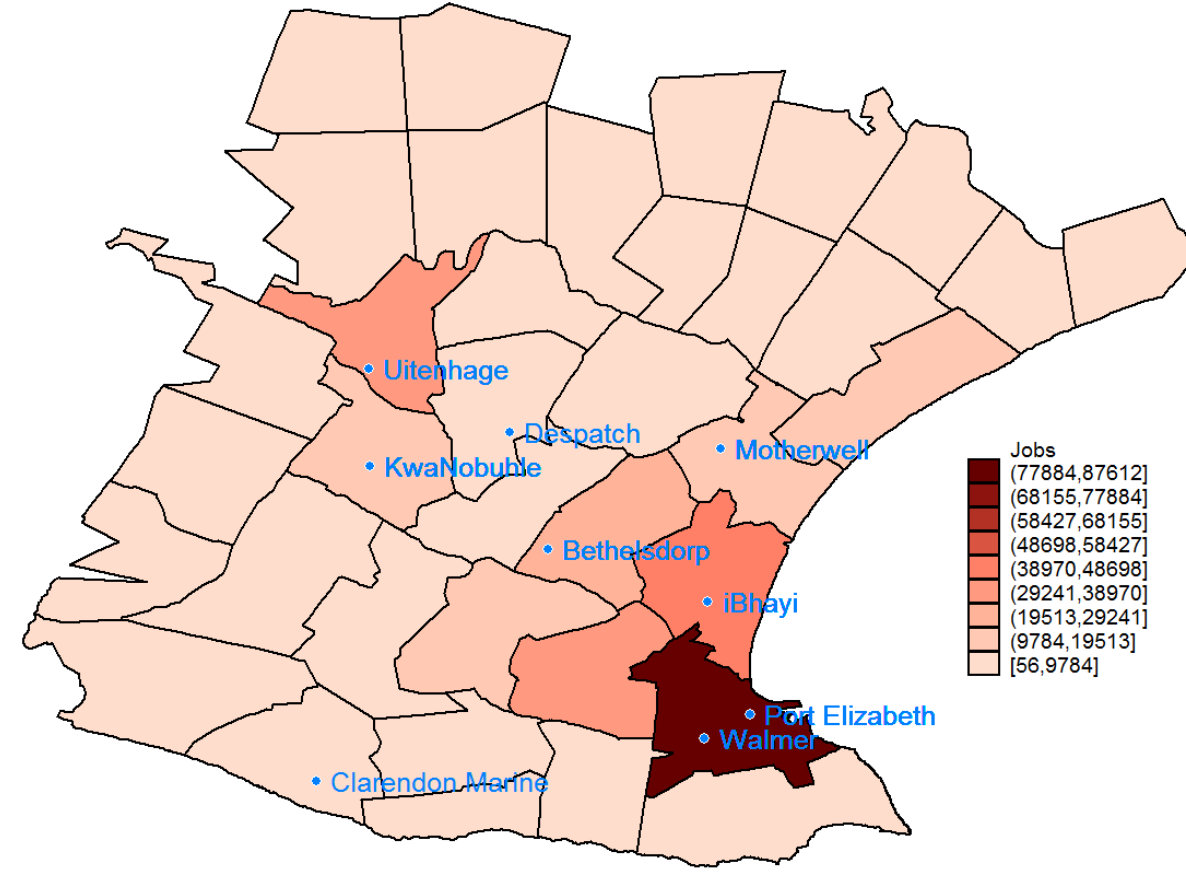 Uitenhage
Despatch
Motherwell
KwaNobuhle
Bethelsdorp
iBhayi
Port Elizabeth
Walmer
Clarendon Marine
Jobs
(77884,87612]
(68155,77884]
(58427,68155]
(48698,58427]
(38970,48698]
(29241,38970]
(19513,29241]
(9784,19513]
[56,9784]